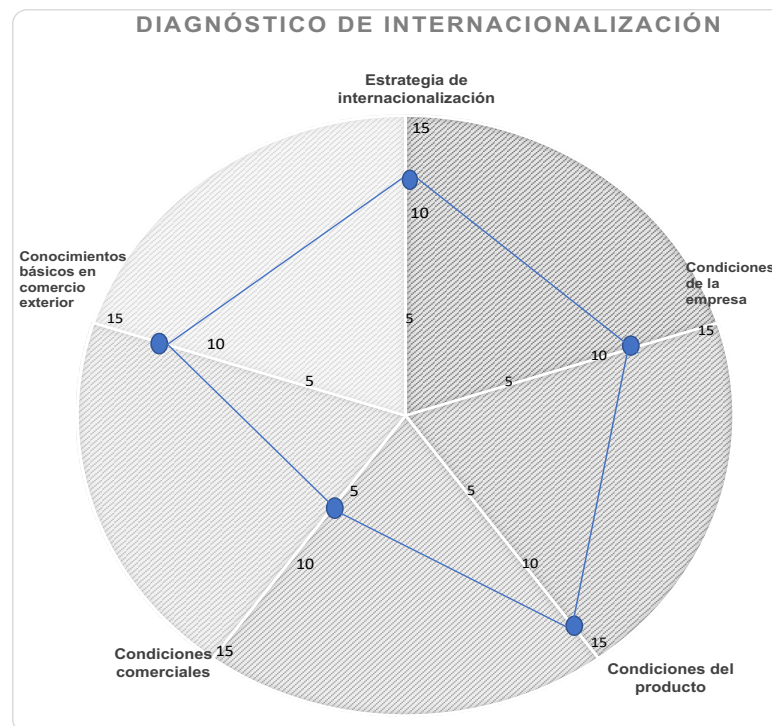 DIAGNÓSTICO DE INTERNACIONALIZACIÓN
Estrategia de
internacionalización
15
10
5
Condiciones
de la
empresa
15
10
5
Conocimientos
básicos en
comercio
exterior
15
10
5
5
10
15
Condiciones del
producto
5
10
15
Condiciones
comerciales